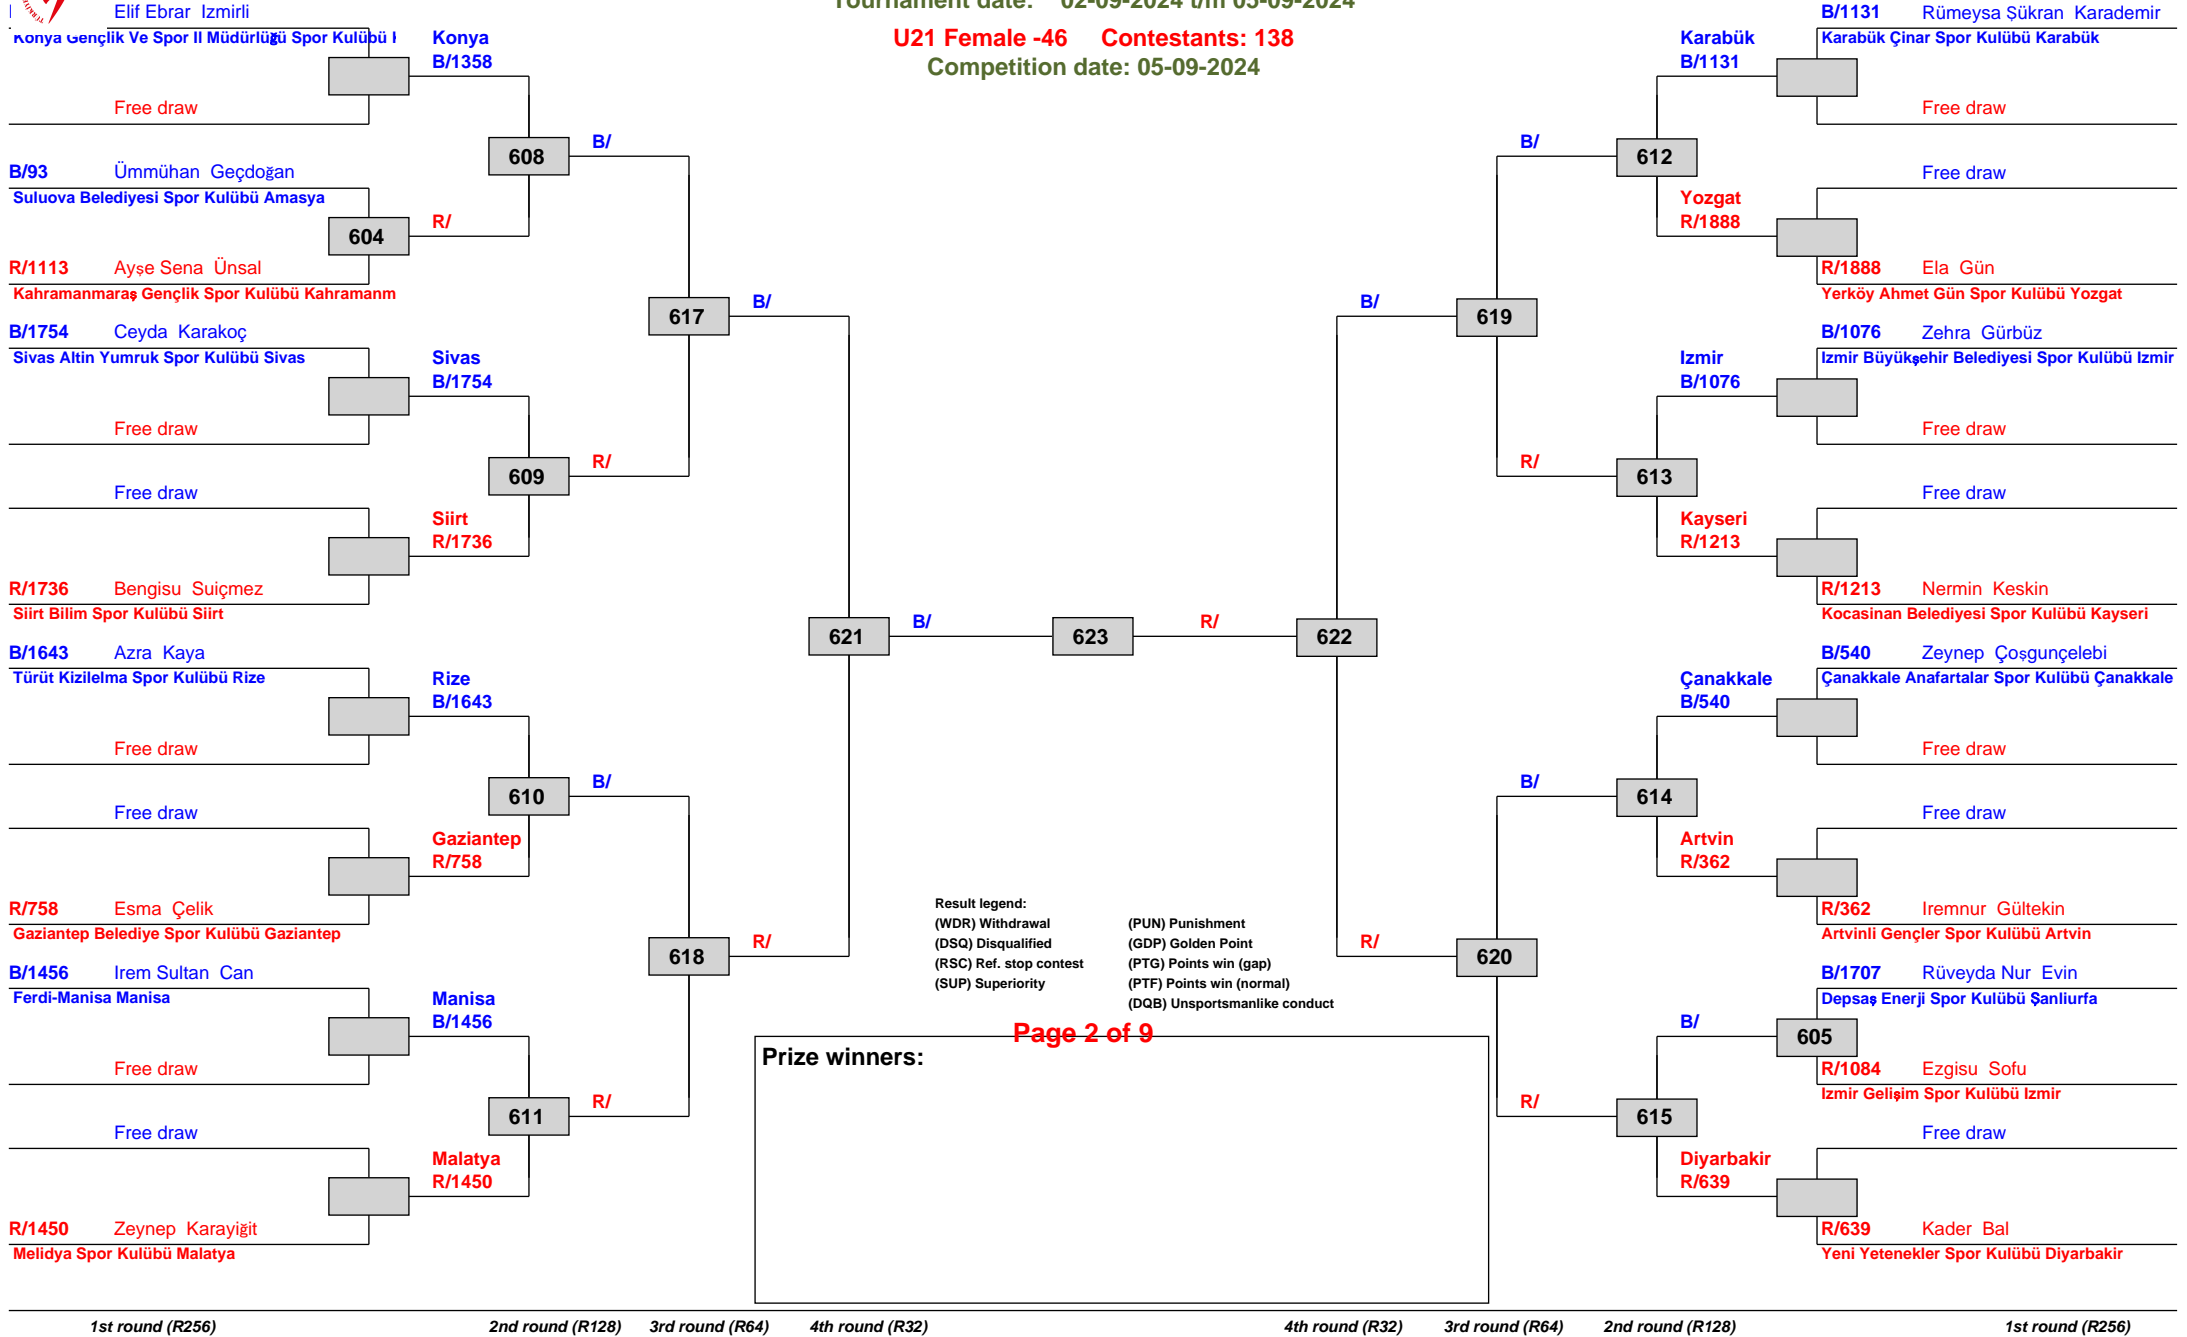 Tournament date: 02-09-2024 t/m 05-09-2024
U21 Female -46 Contestants: 138
Competition date: 05-09-2024
Elif Ebrar Izmirli
Konya Gençlik Ve Spor Il Müdürlüğü Spor Kulübü
Konya
B/1358
Free draw
608
B/
B/93 Ümmühan Geçdoğan
Suluova Belediyesi Spor Kulübü Amasya
604
R/
R/1113 Ayşe Sena Ünsal
Kahramanmaraş Gençlik Spor Kulübü Kahramanm
617
B/
B/1754 Ceyda Karakoç
Sivas Altin Yumruk Spor Kulübü Sivas
Sivas
B/1754
Free draw
609
R/
Free draw
Siirt
R/1736
R/1736 Bengisu Suiçmez
Siirt Bilim Spor Kulübü Siirt
621
B/
623
R/
622
B/1643 Azra Kaya
Türüt Kizilelma Spor Kulübü Rize
Rize
B/1643
Free draw
610
B/
Free draw
Gaziantep
R/758
R/758 Esma Çelik
Gaziantep Belediye Spor Kulübü Gaziantep
618
R/
B/1456 Irem Sultan Can
Ferdi-Manisa Manisa
Manisa
B/1456
Free draw
611
R/
Free draw
Malatya
R/1450
R/1450 Zeynep Karayiğit
Melidya Spor Kulübü Malatya
B/1131 Rümeysa Şükran Karademir
Karabük Çinar Spor Kulübü Karabük
Karabük
B/1131
Free draw
B/
612
Free draw
Yozgat
R/1888
R/1888 Ela Gün
Yerköy Ahmet Gün Spor Kulübü Yozgat
B/
619
B/1076 Zehra Gürbüz
Izmir Büyükşehir Belediyesi Spor Kulübü Izmir
Izmir
B/1076
Free draw
R/
613
Free draw
Kayseri
R/1213
R/1213 Nermin Keskin
Kocasinan Belediyesi Spor Kulübü Kayseri
B/540 Zeynep Çoşgunçelebi
Çanakkale Anafartalar Spor Kulübü Çanakkale
Çanakkale
B/540
Free draw
B/
614
Free draw
Artvin
R/362
R/362 Iremnur Gültekin
Artvinli Gençler Spor Kulübü Artvin
R/
620
B/1707 Rüveyda Nur Evin
Depsaş Enerji Spor Kulübü Şanliurfa
B/
605
R/1084 Ezgisu Sofu
Izmir Gelişim Spor Kulübü Izmir
R/
615
Free draw
Diyarbakir
R/639
R/639 Kader Bal
Yeni Yetenekler Spor Kulübü Diyarbakir
Result legend:
(WDR) Withdrawal (PUN) Punishment
(DSQ) Disqualified (GDP) Golden Point
(RSC) Ref. stop contest (PTG) Points win (gap)
(SUP) Superiority (PTF) Points win (normal)
(DQB) Unsportsmanlike conduct
Page 2 of 9
Prize winners:
1st round (R256) 2nd round (R128) 3rd round (R64) 4th round (R32) 4th round (R32) 3rd round (R64) 2nd round (R128) 1st round (R256)